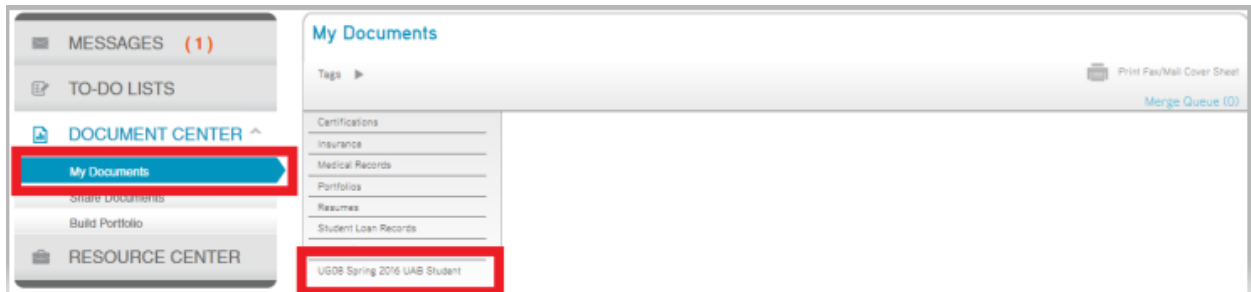 MESSAGES (1)
TO-DO LISTS
DOCUMENT CENTER
My Documents
Share Documents
Build Portfolio
RESOURCE CENTER
My Documents
Tags
Print Fax/Mail Cover Sheet
Merge Queue (0)
Certifications
Insurance
Medical Records
Portfolios
Resumes
Student Loan Records
UG08 Spring 2016 UAB Student